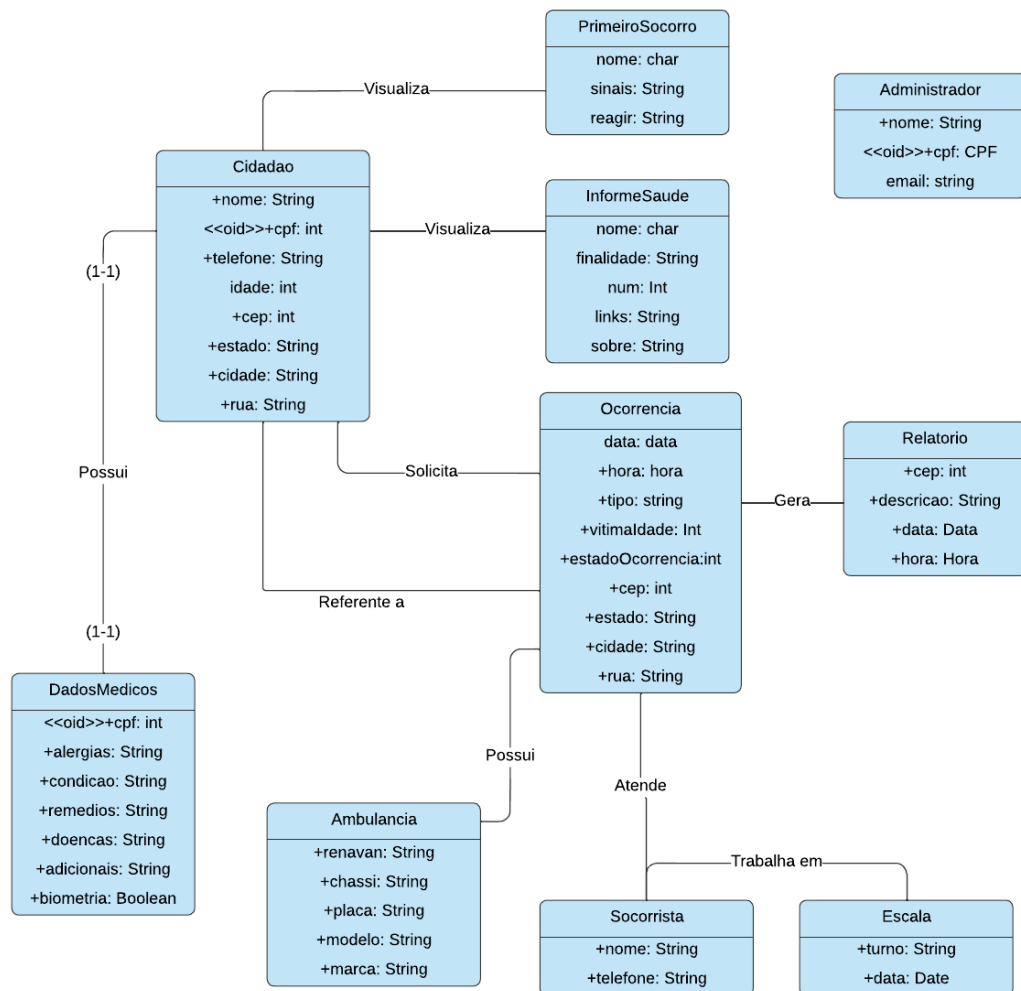 PrimeiroSocorro
nome: char
sinais: String
reagir: String
Visualiza
Administrador
+nome: String
<<oid>>+cpf: CPF
email: string
Cidadao
+nome: String
<<oid>>+cpf: int
+telefone: String
idade: int
+cep: int
+estado: String
+cidade: String
+rua: String
Visualiza
InformeSaude
nome: char
finalidade: String
num: Int
links: String
sobre: String
(1-1)
Possui
(1-1)
Solicita
Referente a
Ocorrencia
data: data
+hora: hora
+tipo: string
+vitimaIdade: Int
+estadoOcorrencia:int
+cep: int
+estado: String
+cidade: String
+rua: String
Gera
Relatorio
+cep: int
+descricao: String
+data: Data
+hora: Hora
DadosMedicos
<<oid>>+cpf: int
+alergias: String
+condicao: String
+remedios: String
+doencas: String
+adicionais: String
+biometria: Boolean
Possui
Atende
Ambulancia
+renavan: String
+chassi: String
+placa: String
+modelo: String
+marca: String
Trabalha em
Socorrista
+nome: String
+telefone: String
Escala
+turno: String
+data: Date